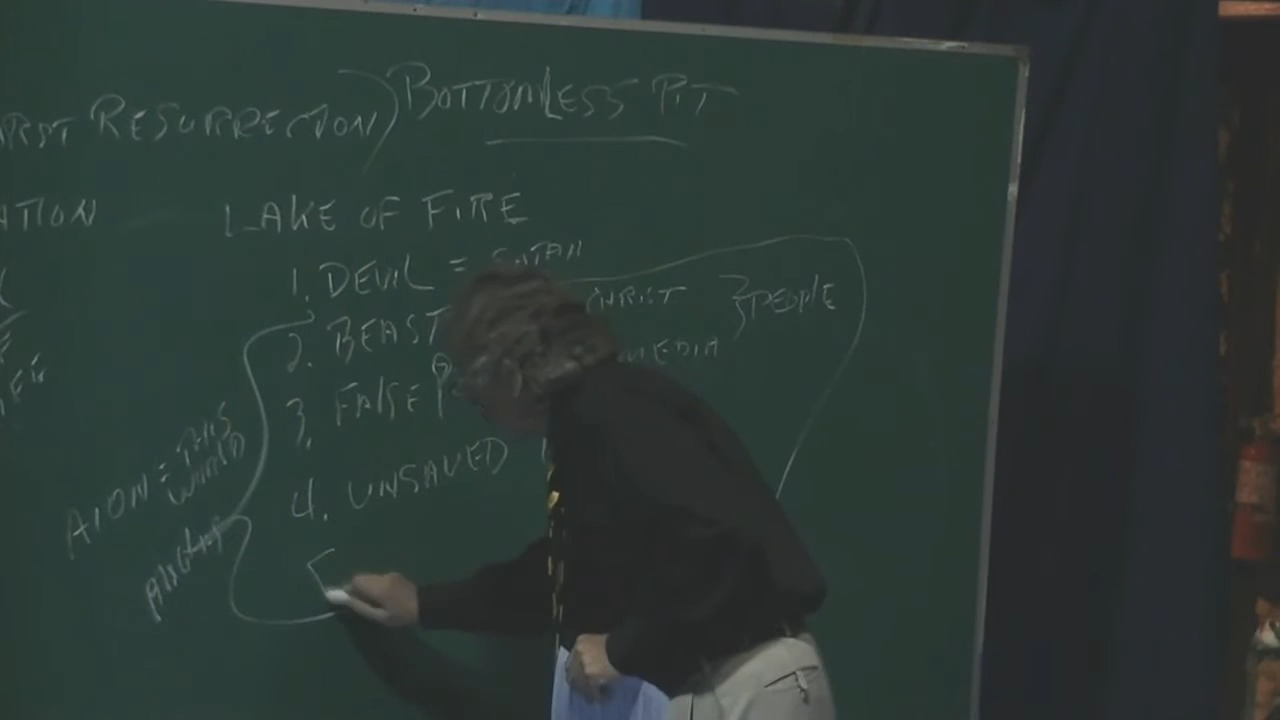 RESURRECTION) BOTTOMLESS PIT
ATION LAKE OF FIRE
1. DEVIL = SATAN
2. BEAST CHRIST } PEOPLE
3. FALSE P MEDIA
4. UNSAVED
5
AION = THIS
WORLD